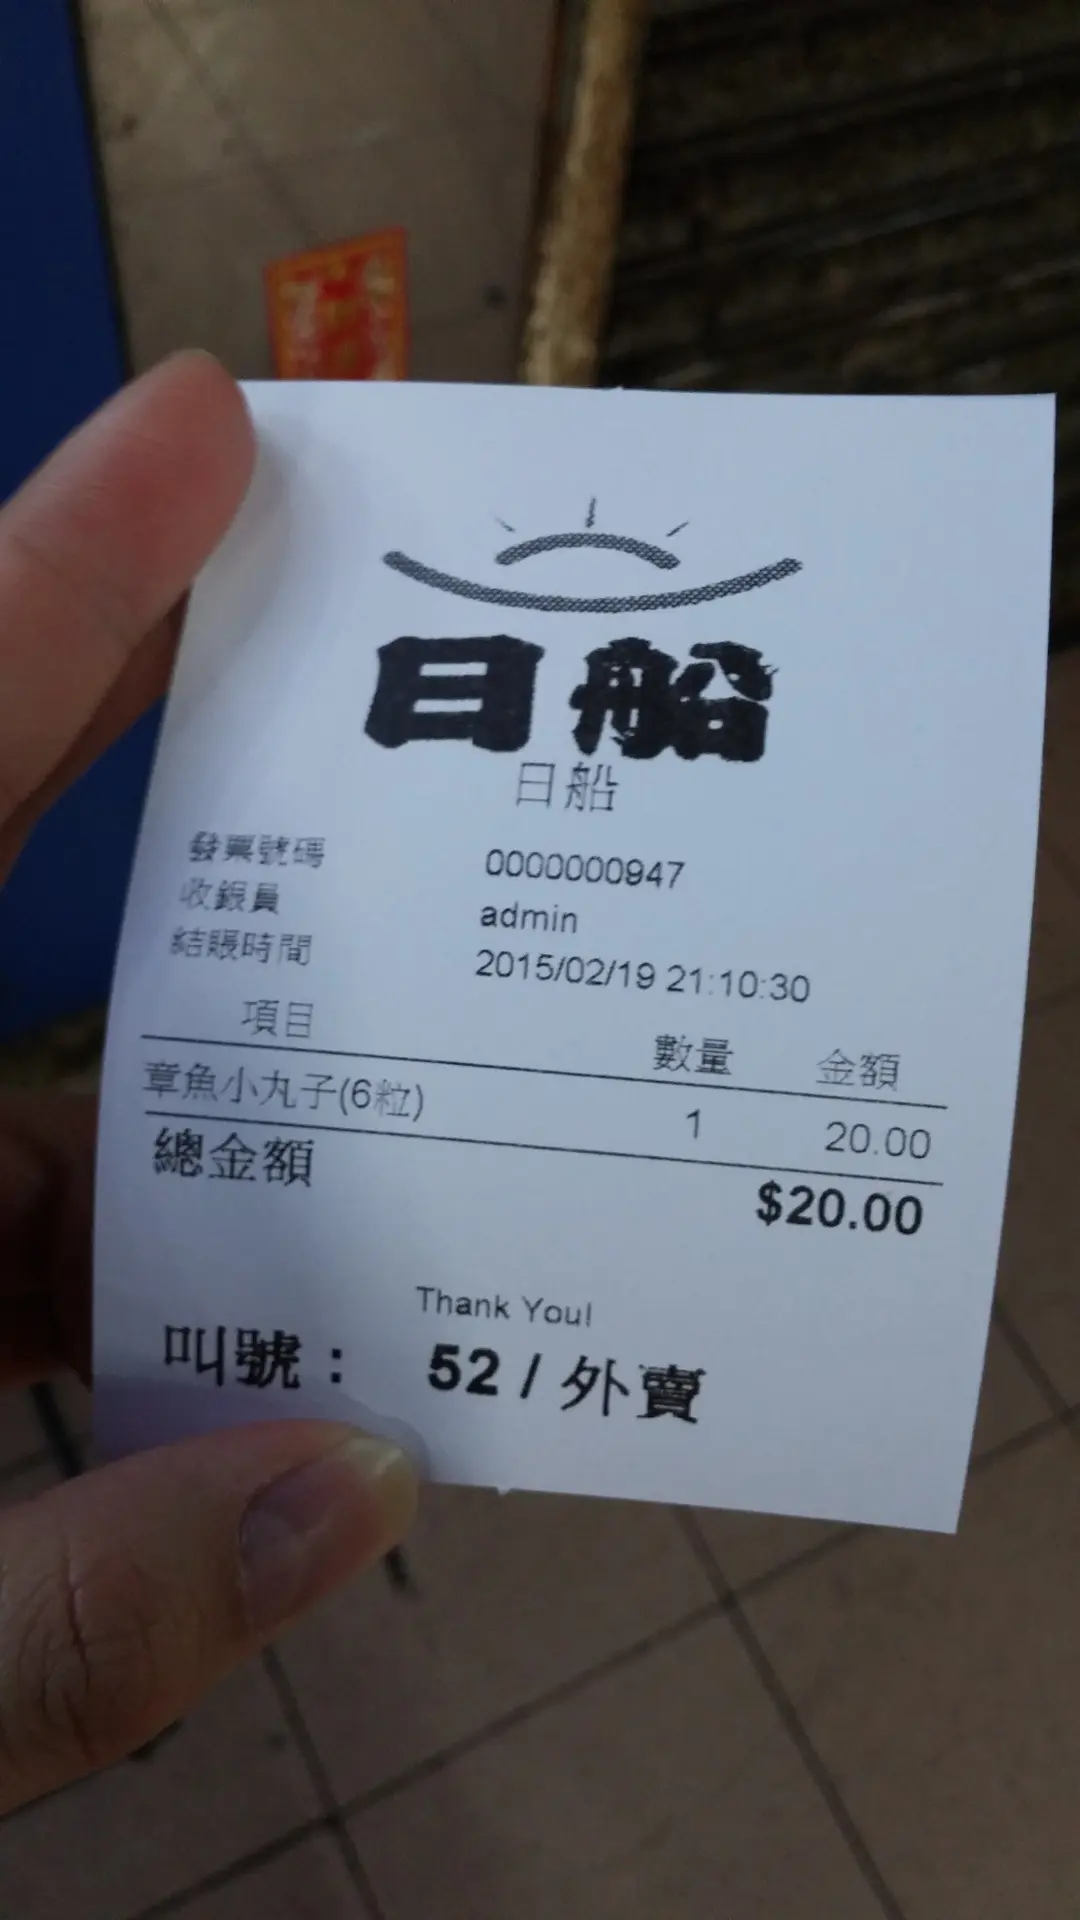 日船
日船
發票號碼 0000000947
收銀員 admin
結賬時間 2015/02/19 21:10:30
項目 數量 金額
章魚小丸子(6粒) 1 20.00
總金額 $20.00
Thank You!
叫號： 52 / 外賣